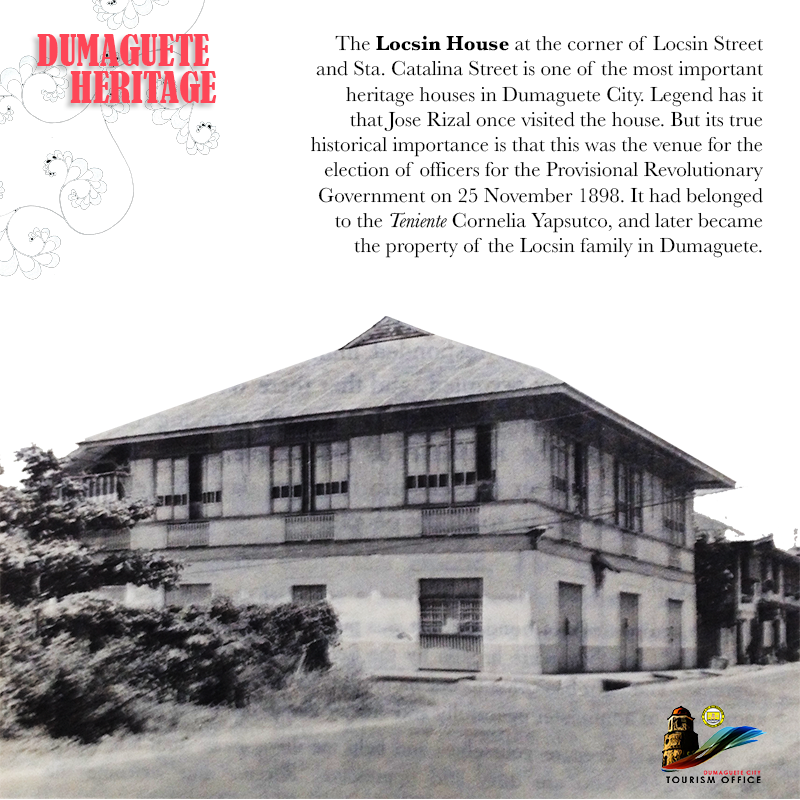 DUMAGUETE
HERITAGE
The Locsin House at the corner of Locsin Street
and Sta. Catalina Street is one of the most important
heritage houses in Dumaguete City. Legend has it
that Jose Rizal once visited the house. But its true
historical importance is that this was the venue for the
election of officers for the Provisional Revolutionary
Government on 25 November 1898. It had belonged
to the Teniente Cornelia Yapsutco, and later became
the property of the Locsin family in Dumaguete.
DUMAGUETE CITY
TOURISM OFFICE